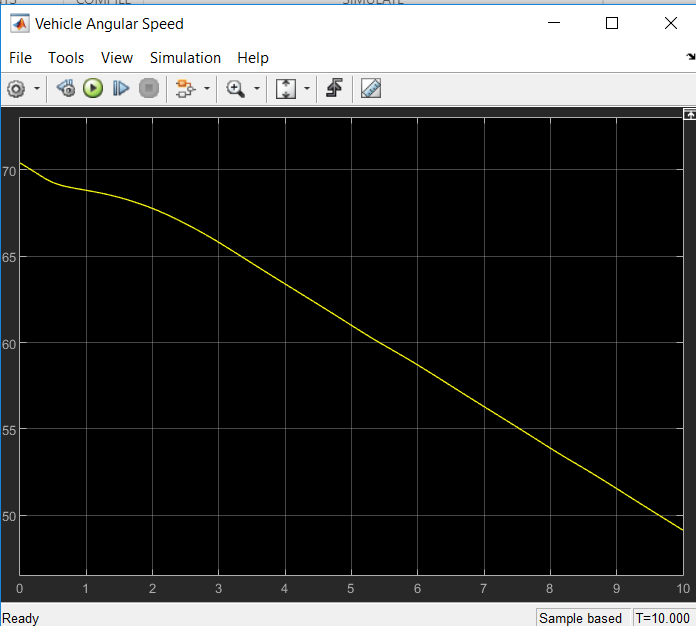 COMPILE SIMULATE
Vehicle Angular Speed
File Tools View Simulation Help
70
65
60
55
50
0 1 2 3 4 5 6 7 8 9 10
Ready Sample based T=10.000